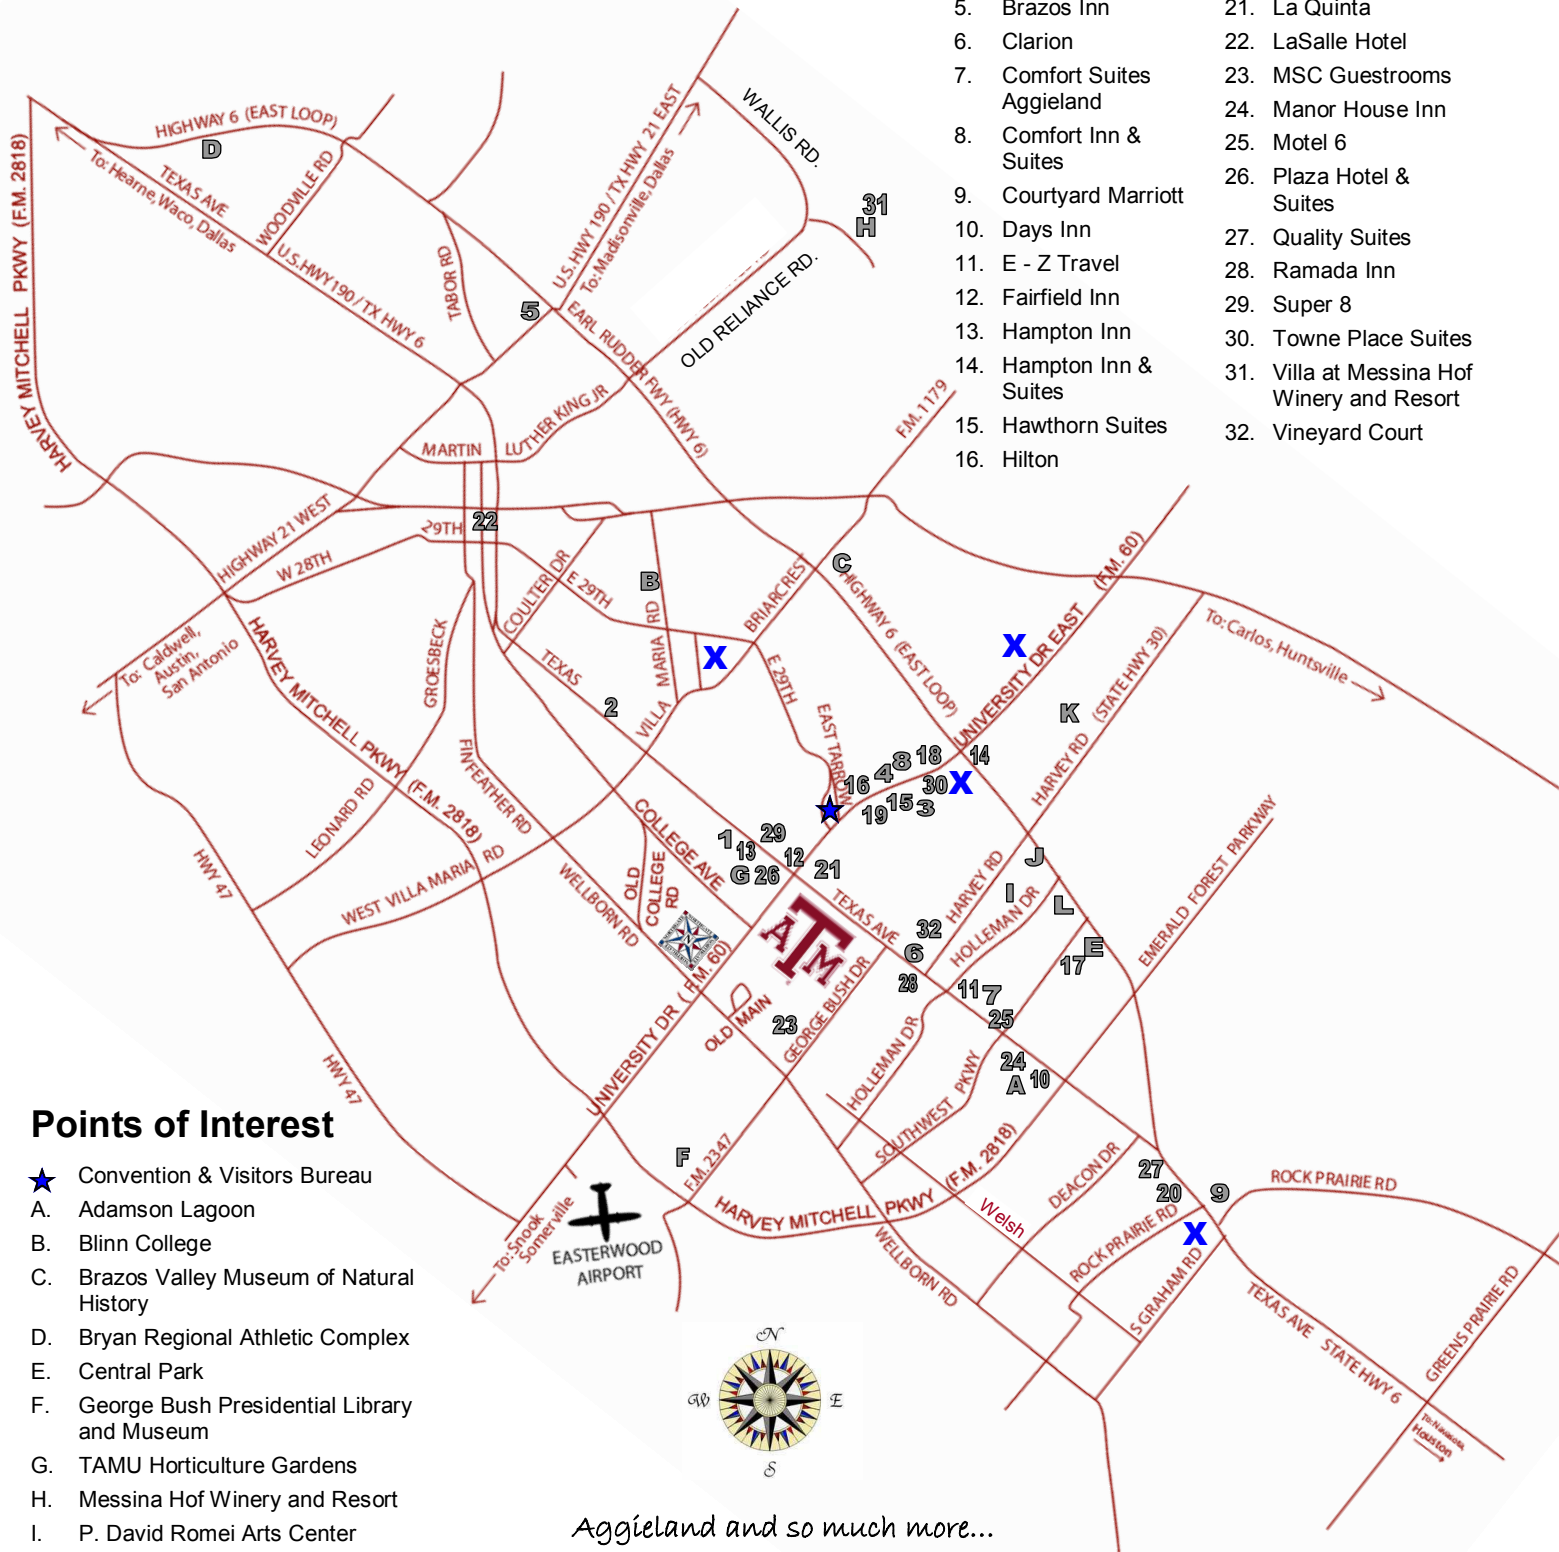 5. Brazos Inn
6. Clarion
7. Comfort Suites
Aggieland
8. Comfort Inn &
Suites
9. Courtyard Marriott
10. Days Inn
11. E - Z Travel
12. Fairfield Inn
13. Hampton Inn
14. Hampton Inn &
Suites
15. Hawthorn Suites
16. Hilton
21. La Quinta
22. LaSalle Hotel
23. MSC Guestrooms
24. Manor House Inn
25. Motel 6
26. Plaza Hotel &
Suites
27. Quality Suites
28. Ramada Inn
29. Super 8
30. Towne Place Suites
31. Villa at Messina Hof
Winery and Resort
32. Vineyard Court
HIGHWAY 6 (EAST LOOP)
D
To: Hearne, Waco, Dallas
TEXAS AVE
WOODVILLE RD
U.S.HWY 190 / TX HWY 6
HARVEY MITCHELL PKWY (F.M. 2818)
HARVEY
TABOR RD
U.S.HWY 190 / TX HWY 21 EAST
To: Madisonville, Dallas
WALLIS RD.
31
H
5
OLD RELIANCE RD.
EARL RUDDER FWY (HWY 6)
MARTIN LUTHER KING JR
F.M. 1179
HIGHWAY 21 WEST
29TH
22
W 28TH
COULTER DR
E 29TH
B
VILLA MARIA RD
BRIARCREST
C
HIGHWAY 6 (EAST LOOP)
UNIVERSITY DR EAST (F.M. 60)
X
X
To: Carlos, Huntsville
To: Caldwell,
Austin,
San Antonio
HARVEY MITCHELL PKWY (F.M. 2818)
GROESBECK
TEXAS
2
E 29TH
EAST TARROW
HARVEY RD (STATE HWY 30)
K
FINFEATHER RD
LEONARD RD
WEST VILLA MARIA RD
HWY 47
COLLEGE AVE
OLD
COLLEGE
RD
WELLBORN RD
16
4
8
18
14
30
X
19
15
3
1
29
13
12
G
26
21
TEXAS AVE
HARVEY RD
J
I
HOLLEMAN DR
L
EMERALD FOREST PARKWAY
32
6
28
E
17
11
7
25
N
ATM
UNIVERSITY DR (F.M. 60)
OLD MAIN
23
GEORGE BUSH DR
HOLLEMAN DR
SOUTHWEST PKWY
24
A
10
HWY 47
F
F.M. 2347
HARVEY MITCHELL PKWY (F.M. 2818)
Welsh
DEACON DR
27
20
9
ROCK PRAIRIE RD
ROCK PRAIRIE RD
X
S GRAHAM RD
WELLBORN RD
To: Snook
Somerville
EASTERWOOD
AIRPORT
TEXAS AVE STATE HWY 6
GREENS PRAIRIE RD
To: Navasota,
Houston
Points of Interest
Convention & Visitors Bureau
A. Adamson Lagoon
B. Blinn College
C. Brazos Valley Museum of Natural
History
D. Bryan Regional Athletic Complex
E. Central Park
F. George Bush Presidential Library
and Museum
G. TAMU Horticulture Gardens
H. Messina Hof Winery and Resort
I. P. David Romei Arts Center
N
W
E
S
Aggieland and so much more...